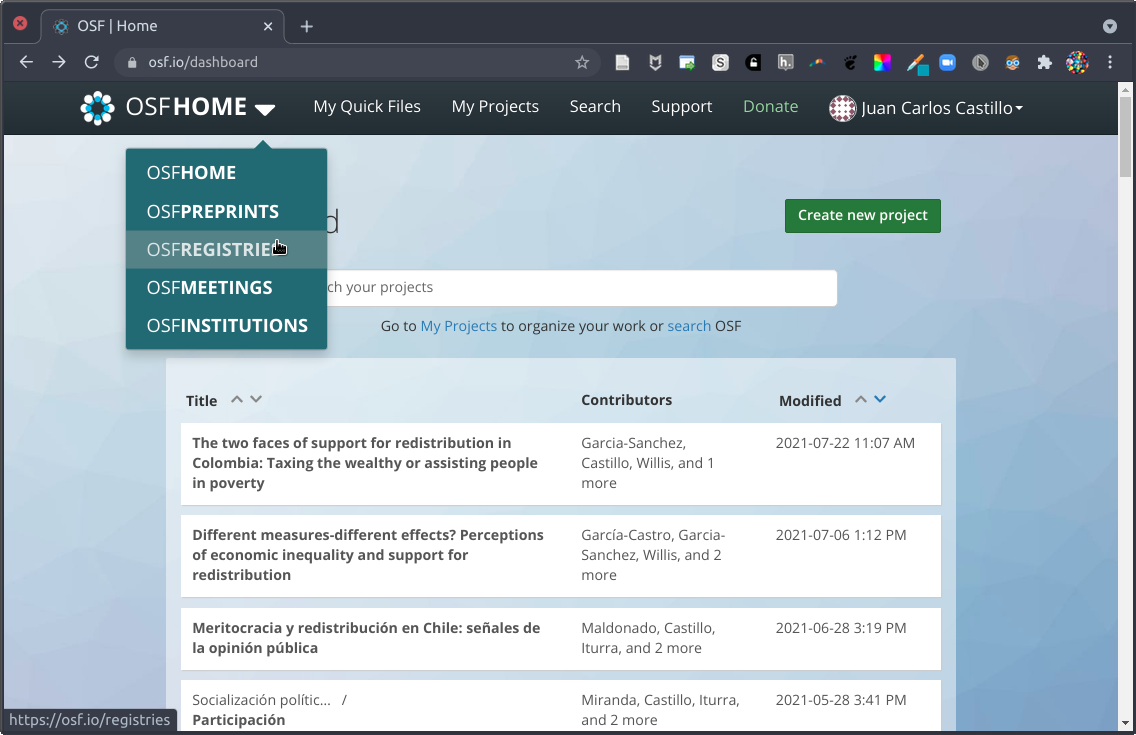 OSF | Home
osf.io/dashboard
OSFHOME
My Quick Files
My Projects
Search
Support
Donate
Juan Carlos Castillo
OSFHOME
OSFPREPRINTS
OSFREGISTRIE
OSFMEETINGS
OSFINSTITUTIONS
d
Create new project
ch your projects
Go to My Projects to organize your work or search OSF
Title
Contributors
Modified
The two faces of support for redistribution in
Colombia: Taxing the wealthy or assisting people
in poverty
Garcia-Sanchez,
Castillo, Willis, and 1
more
2021-07-22 11:07 AM
Different measures-different effects? Perceptions
of economic inequality and support for
redistribution
García-Castro, Garcia-
Sanchez, Willis, and 2
more
2021-07-06 1:12 PM
Meritocracia y redistribución en Chile: señales de
la opinión pública
Maldonado, Castillo,
Iturra, and 2 more
2021-06-28 3:19 PM
Socialización polític... /
Participación
Miranda, Castillo, Iturra,
and 2 more
2021-05-28 3:41 PM
https://osf.io/registries